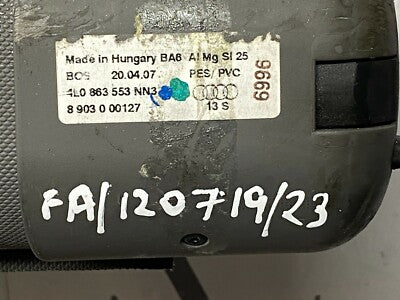 Made in Hungary BA6 Al Mg SI 25
BOS 20.04.07 PES/PVC
4L0 863 553 NN3
8 903 0 00127 13 S
6996
FA/120719/23